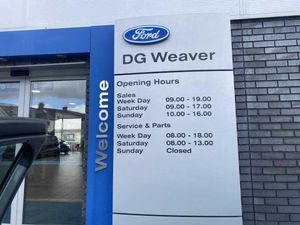 Ford
DG Weaver
Welcome
Opening Hours
Sales
Week Day 09.00 - 19.00
Saturday 09.00 - 17.00
Sunday 10.00 - 16.00
Service & Parts
Week Day 08.00 - 18.00
Saturday 08.00 - 13.00
Sunday Closed